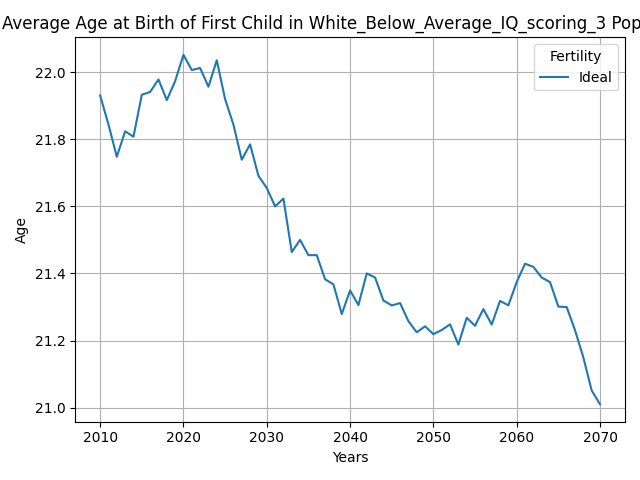 Average Age at Birth of First Child in White_Below_Average_IQ_scoring_3 Pop
Fertility
Ideal
22.0
21.8
21.6
21.4
21.2
21.0
Age
2010 2020 2030 2040 2050 2060 2070
Years